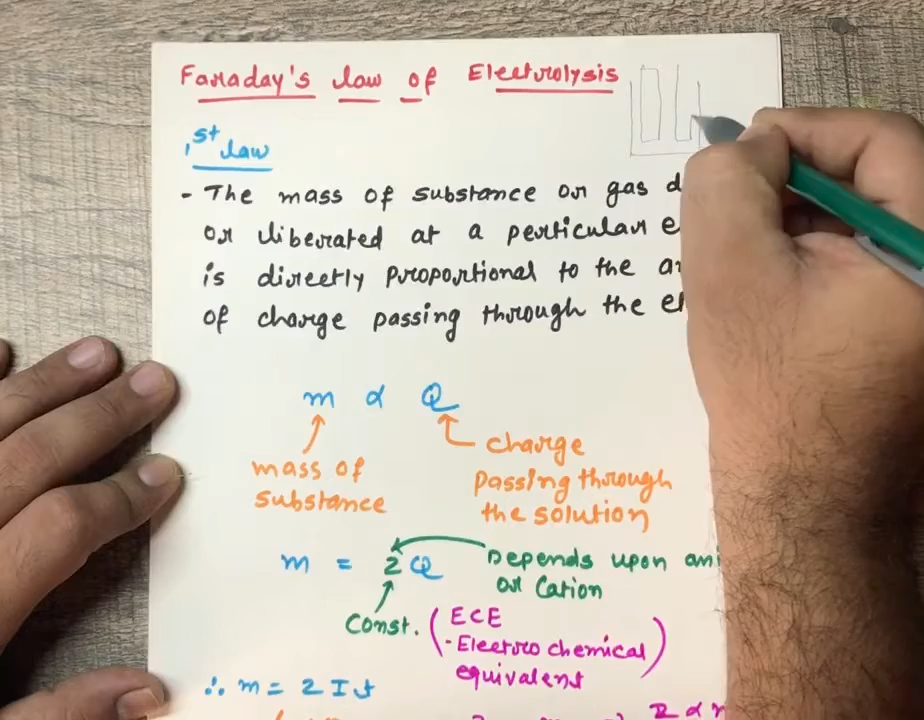 Faraday's law of Electrolysis
1st law
- The mass of substance or gas d
or liberated at a perticular e
is directly proportional to the a
of charge passing through the e
m ∝ Q
mass of
substance
charge
passing through
the solution
m = ZQ
Depends upon ani
or Cation
Const.
(ECE
- Electro chemical
equivalent)
∴ m = Z I t